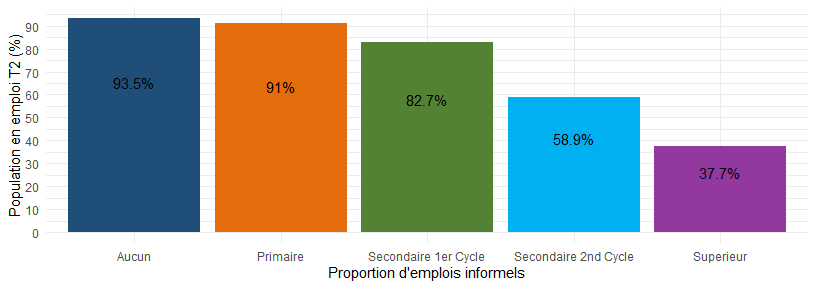 Population en emploi T2 (%)
90
80
70
60
50
40
30
20
10
0
93.5%
91%
82.7%
58.9%
37.7%
Aucun
Primaire
Secondaire 1er Cycle
Secondaire 2nd Cycle
Superieur
Proportion d'emplois informels